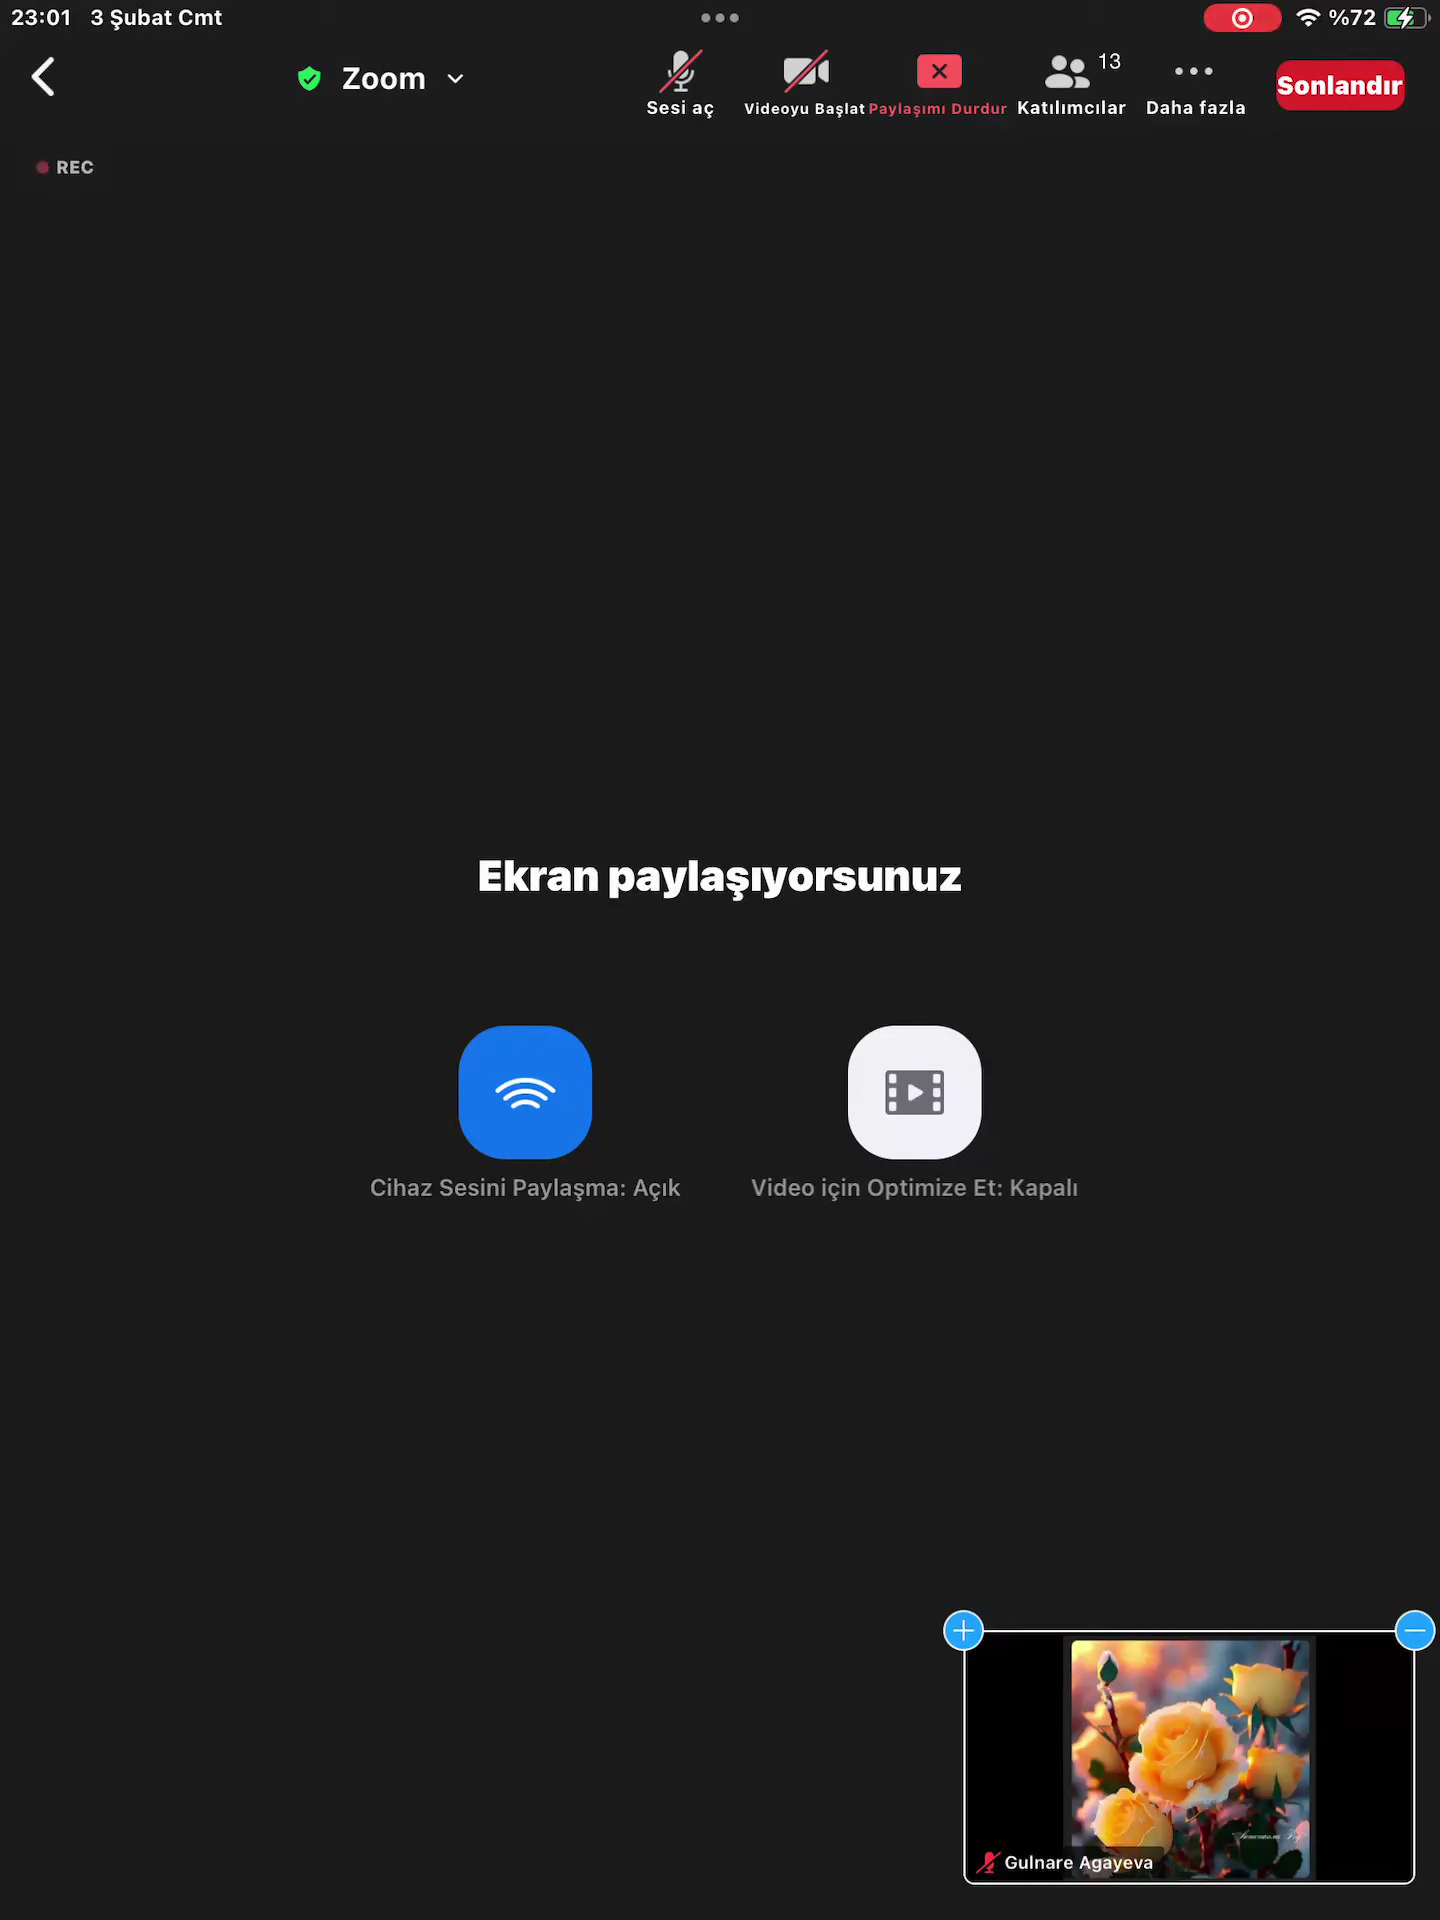 23:01 3 Şubat Cmt
%72
Zoom
Sesi aç
Videoyu Başlat
Paylaşımı Durdur
13
Katılımcılar
Daha fazla
Sonlandır
REC
Ekran paylaşıyorsunuz
Cihaz Sesini Paylaşma: Açık
Video için Optimize Et: Kapalı
Gulnare Agayeva